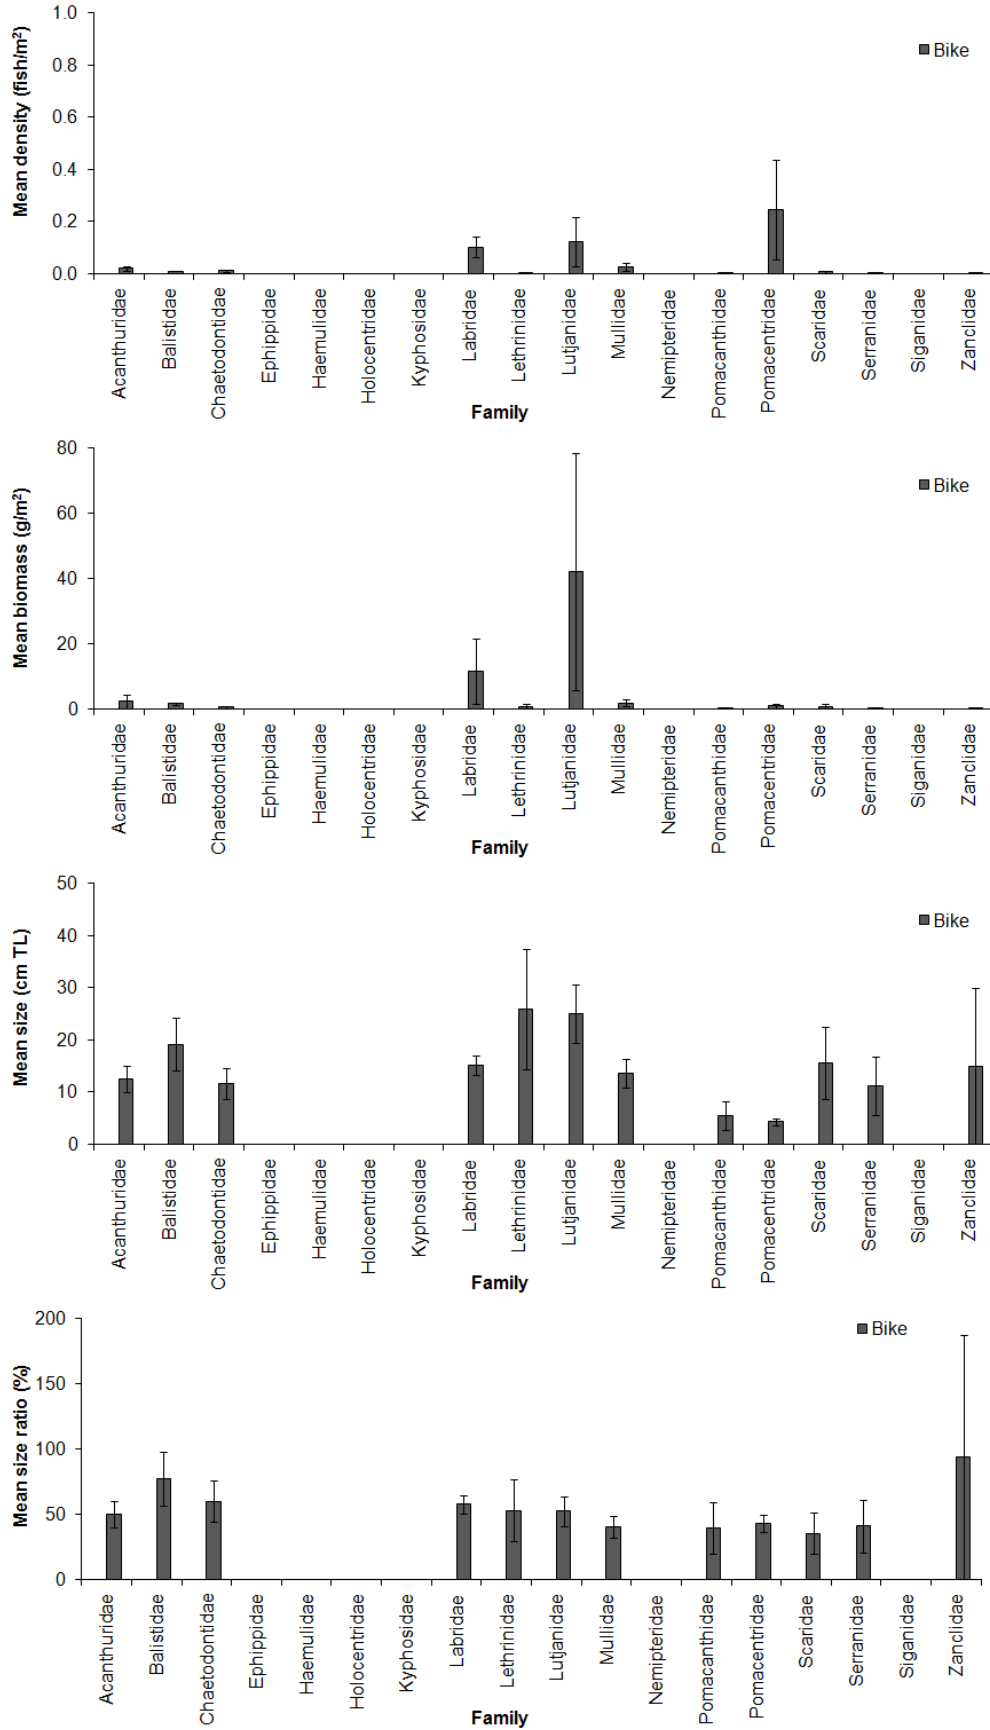 Mean density (fish/m²)
1.0
0.8
0.6
0.4
0.2
0.0
Bike
Acanthuridae
Balistidae
Chaetodontidae
Ephippidae
Haemulidae
Holocentridae
Kyphosidae
Labridae
Lethrinidae
Lutjanidae
Mullidae
Nemipteridae
Pomacanthidae
Pomacentridae
Scaridae
Serranidae
Siganidae
Zanclidae
Family
Mean biomass (g/m²)
80
60
40
20
0
Bike
Acanthuridae
Balistidae
Chaetodontidae
Ephippidae
Haemulidae
Holocentridae
Kyphosidae
Labridae
Lethrinidae
Lutjanidae
Mullidae
Nemipteridae
Pomacanthidae
Pomacentridae
Scaridae
Serranidae
Siganidae
Zanclidae
Family
Mean size (cm TL)
50
40
30
20
10
0
Bike
Acanthuridae
Balistidae
Chaetodontidae
Ephippidae
Haemulidae
Holocentridae
Kyphosidae
Labridae
Lethrinidae
Lutjanidae
Mullidae
Nemipteridae
Pomacanthidae
Pomacentridae
Scaridae
Serranidae
Siganidae
Zanclidae
Family
Mean size ratio (%)
200
150
100
50
0
Bike
Acanthuridae
Balistidae
Chaetodontidae
Ephippidae
Haemulidae
Holocentridae
Kyphosidae
Labridae
Lethrinidae
Lutjanidae
Mullidae
Nemipteridae
Pomacanthidae
Pomacentridae
Scaridae
Serranidae
Siganidae
Zanclidae
Family